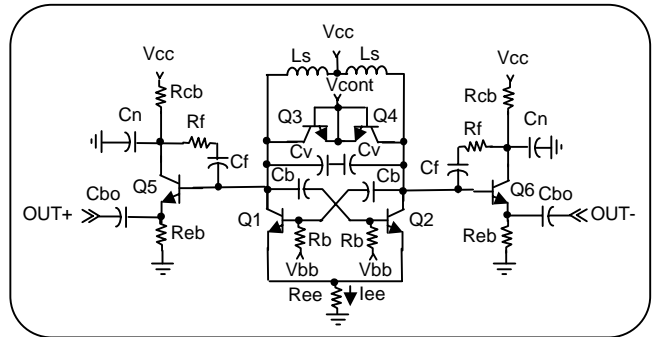 Vcc
Vcc
Vcc
Ls
Ls
Rcb
Rcb
Vcont
Cn
Cn
Rf
Rf
Q3
Q4
Cf
Cf
Cv
Cv
Q5
Q6
Cb
Cb
Cbo
Cbo
OUT+
OUT-
Q1
Q2
Reb
Reb
Rb
Rb
Vbb
Vbb
Ree
Iee